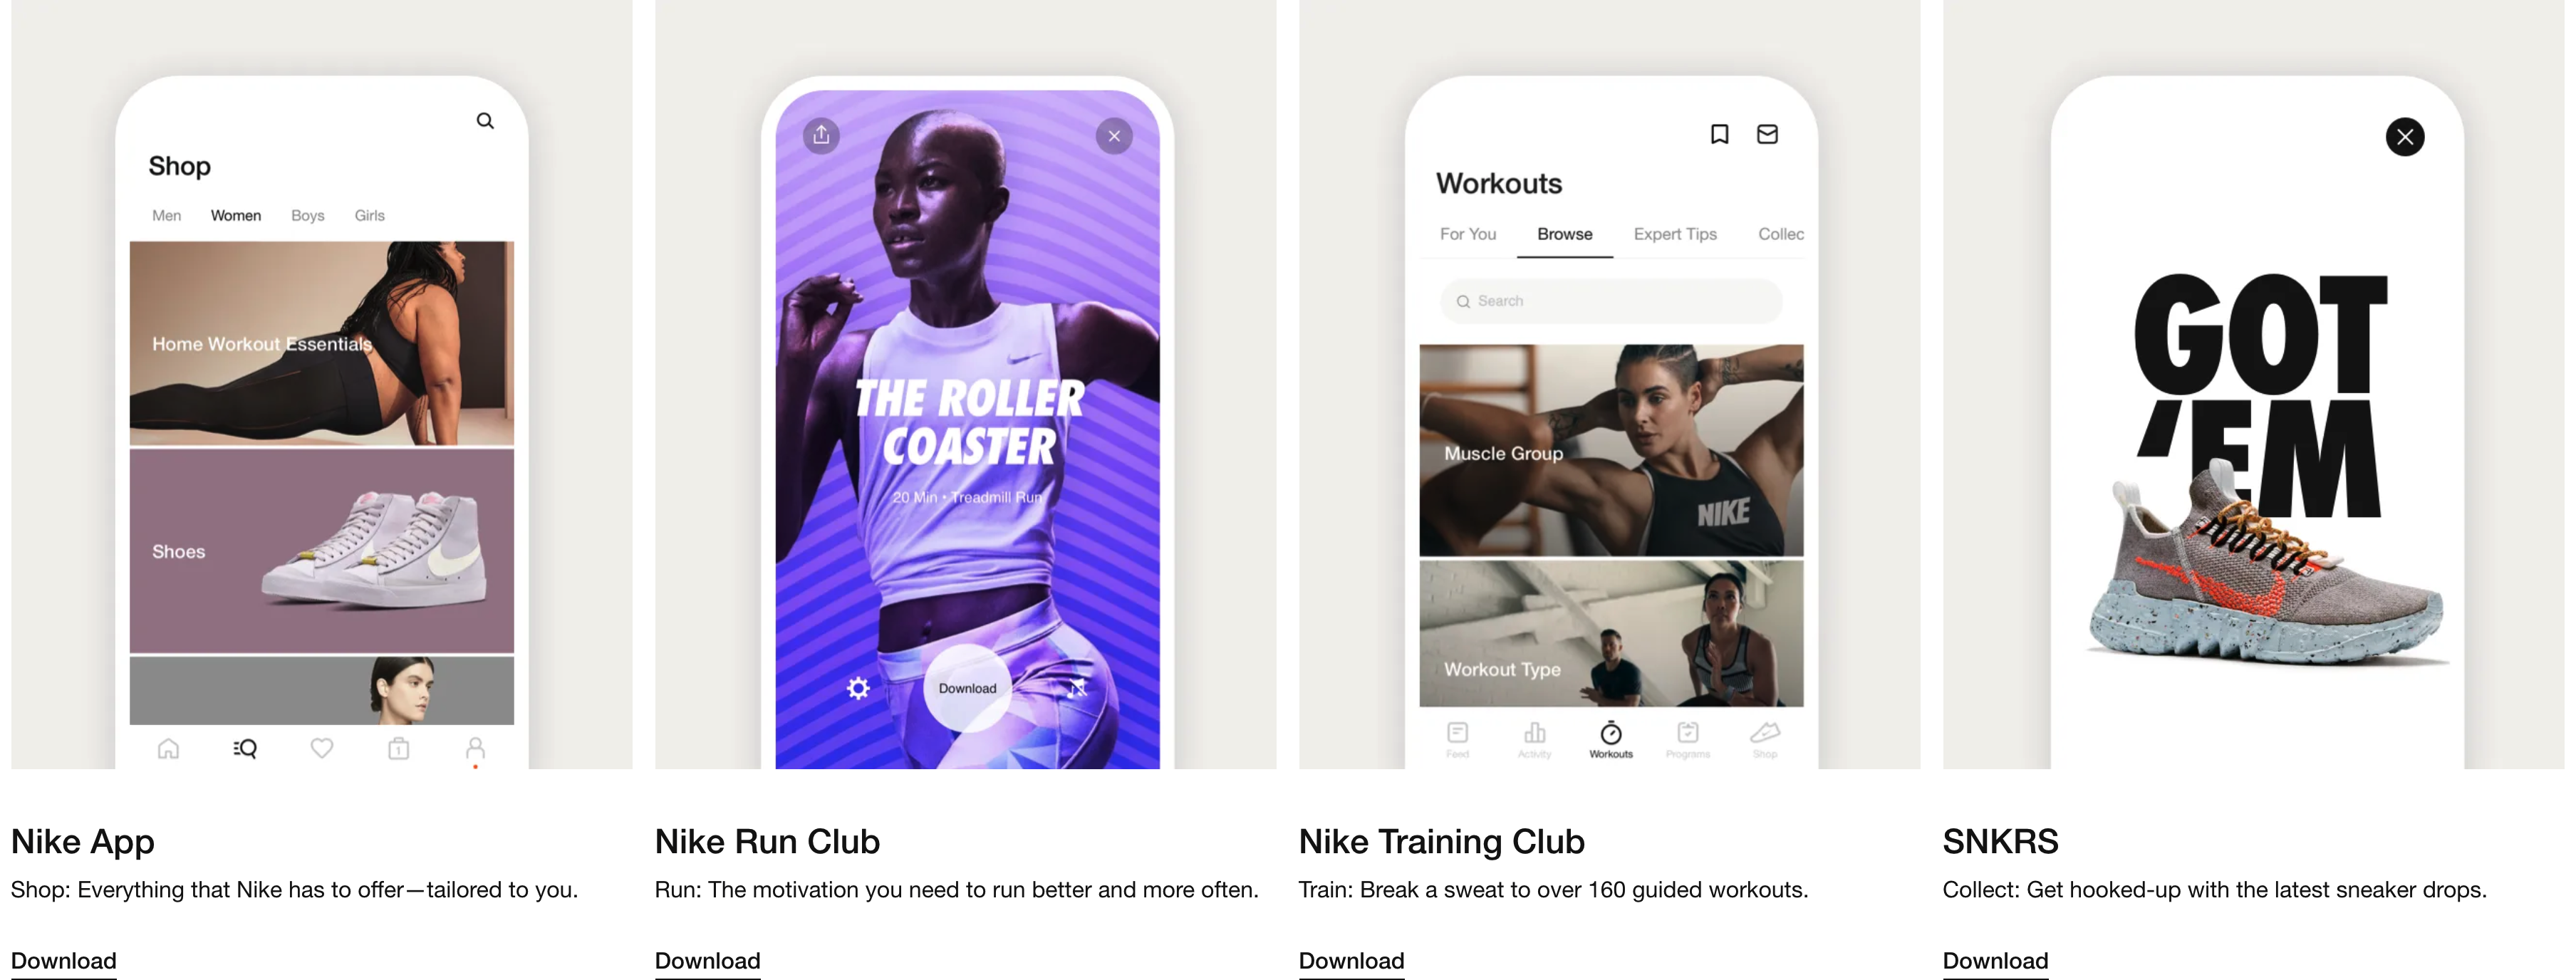 Shop
Men Women Boys Girls
Home Workout Essentials
Shoes
1
THE ROLLER
COASTER
20 Min • Treadmill Run
Download
Workouts
For You Browse Expert Tips Collec
Search
Muscle Group
NIKE
Workout Type
Feed Activity Workouts Programs Shop
GOT
‘EM
Nike App
Shop: Everything that Nike has to offer—tailored to you.
Download
Nike Run Club
Run: The motivation you need to run better and more often.
Download
Nike Training Club
Train: Break a sweat to over 160 guided workouts.
Download
SNKRS
Collect: Get hooked-up with the latest sneaker drops.
Download